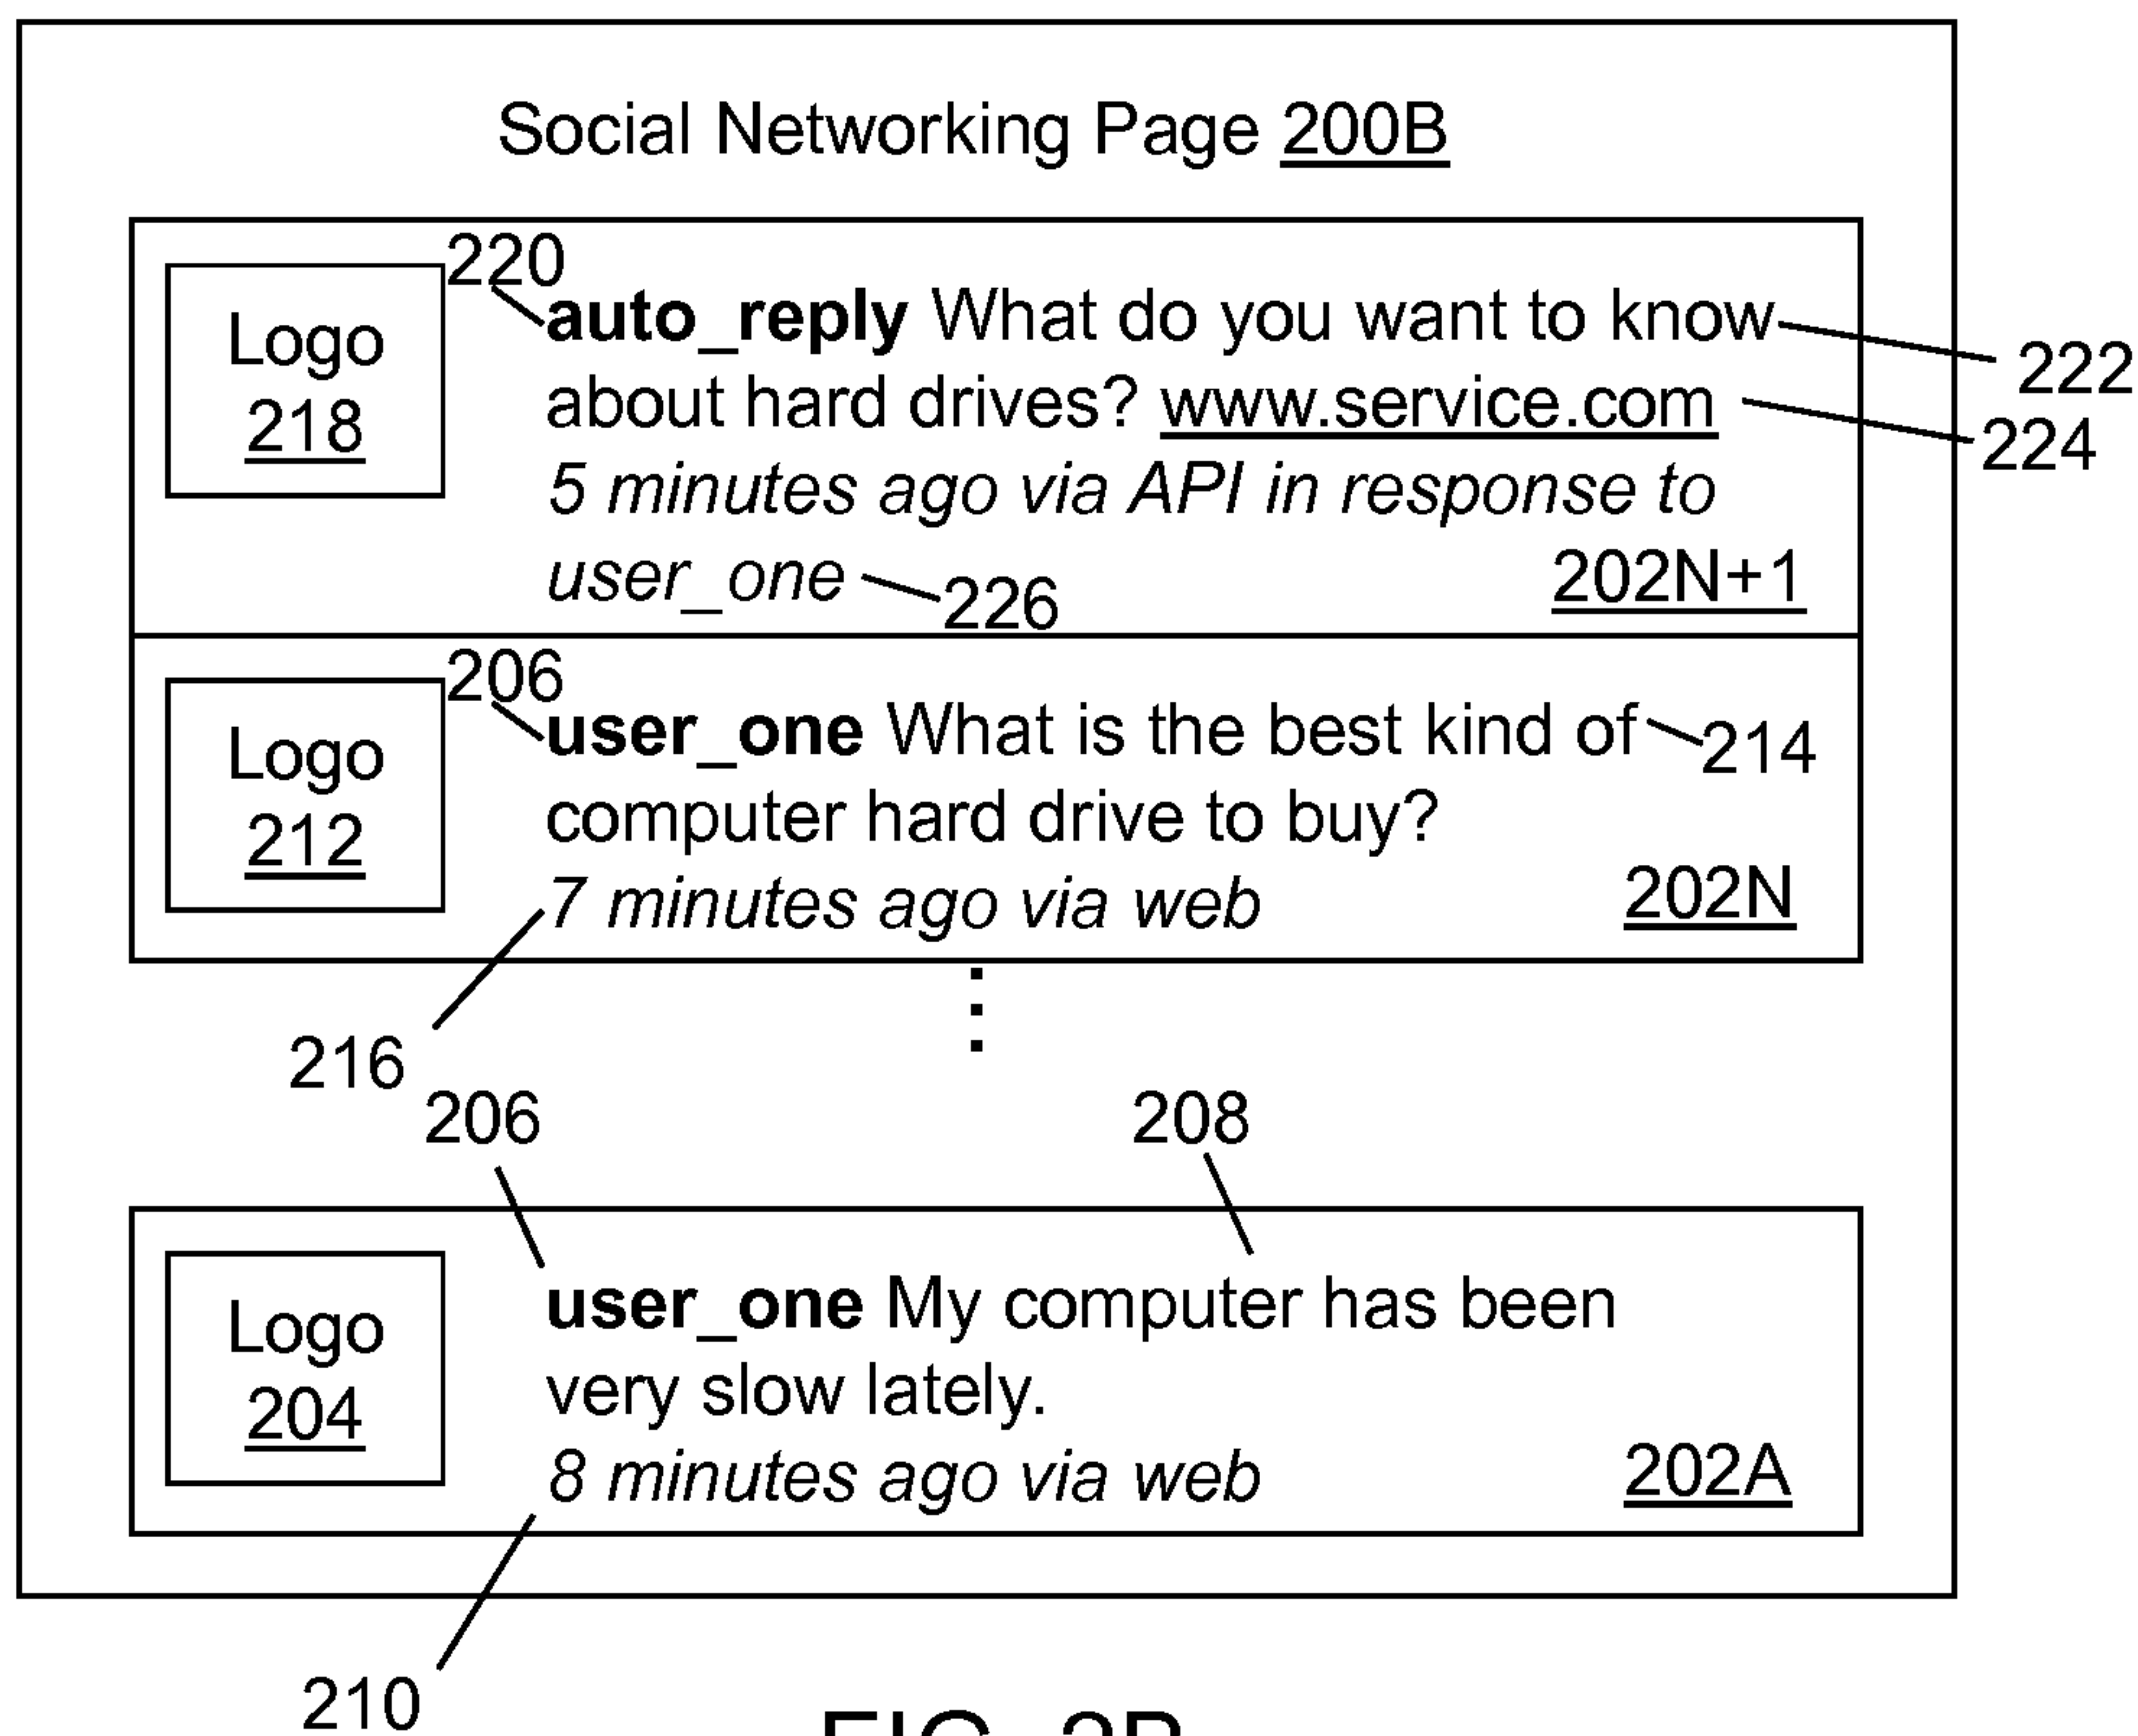 Social Networking Page 200B
220
Logo
218
auto_reply What do you want to know
222
about hard drives? www.service.com
224
5 minutes ago via API in response to
user_one
226
202N+1
206
Logo
212
user_one What is the best kind of
214
computer hard drive to buy?
7 minutes ago via web
202N
216
206
208
Logo
204
user_one My computer has been
very slow lately.
8 minutes ago via web
202A
210
FIG. 2B